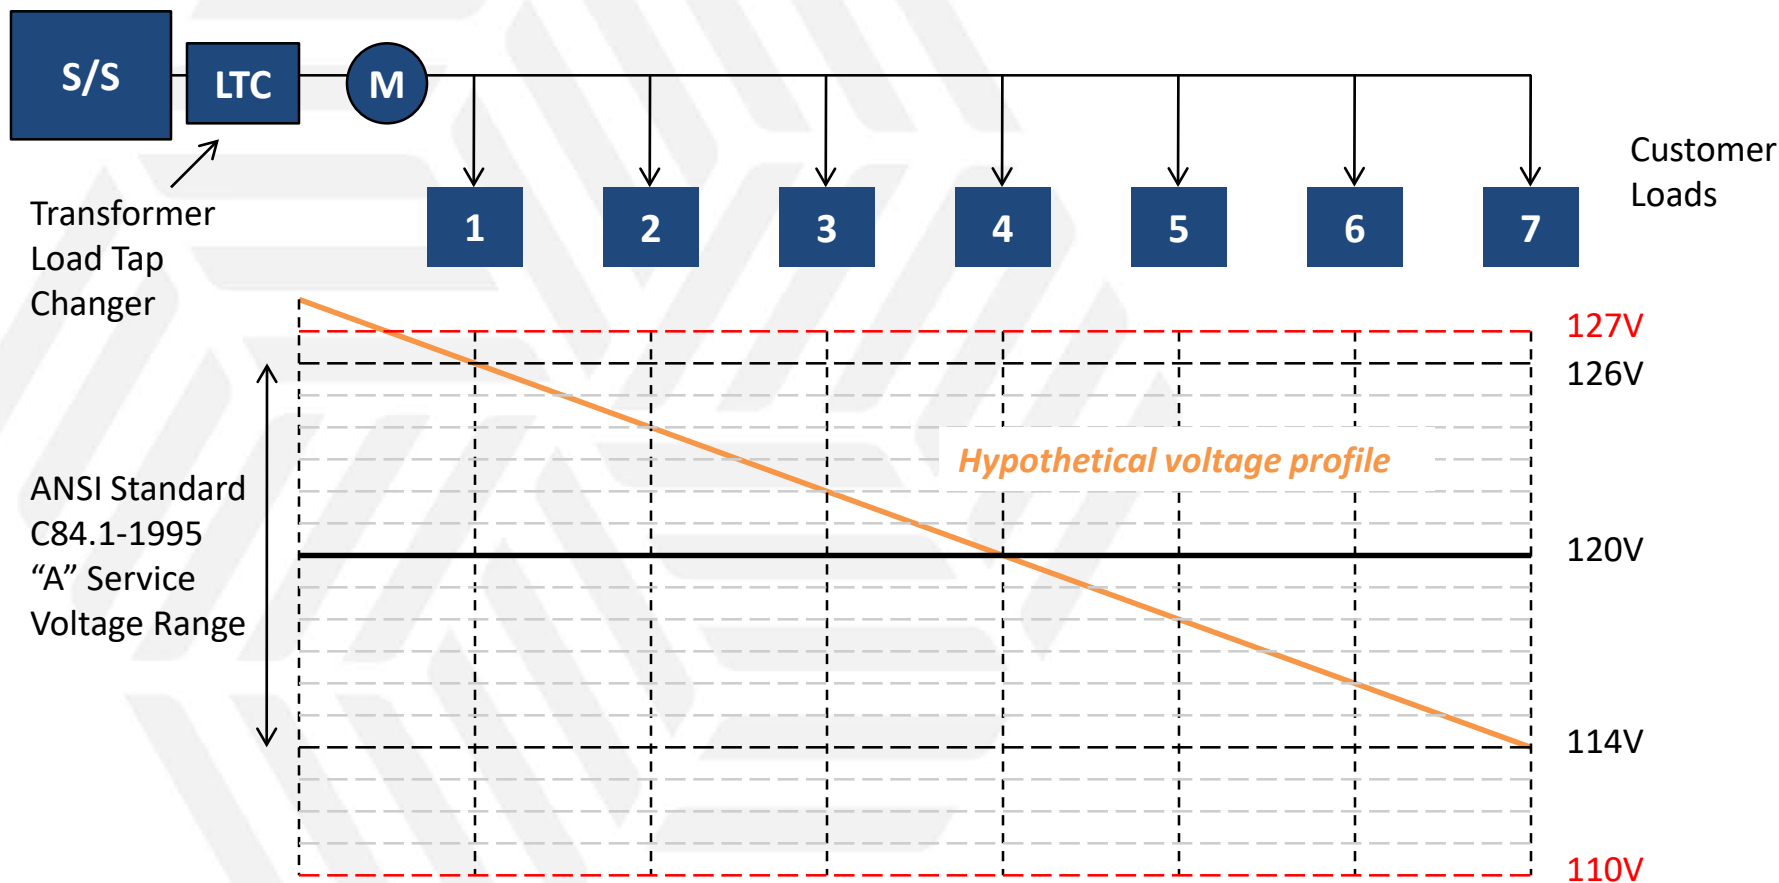 S/S
LTC
M
Customer
Loads
Transformer
Load Tap
Changer
1
2
3
4
5
6
7
127V
126V
Hypothetical voltage profile
ANSI Standard
C84.1-1995
“A” Service
Voltage Range
120V
114V
110V